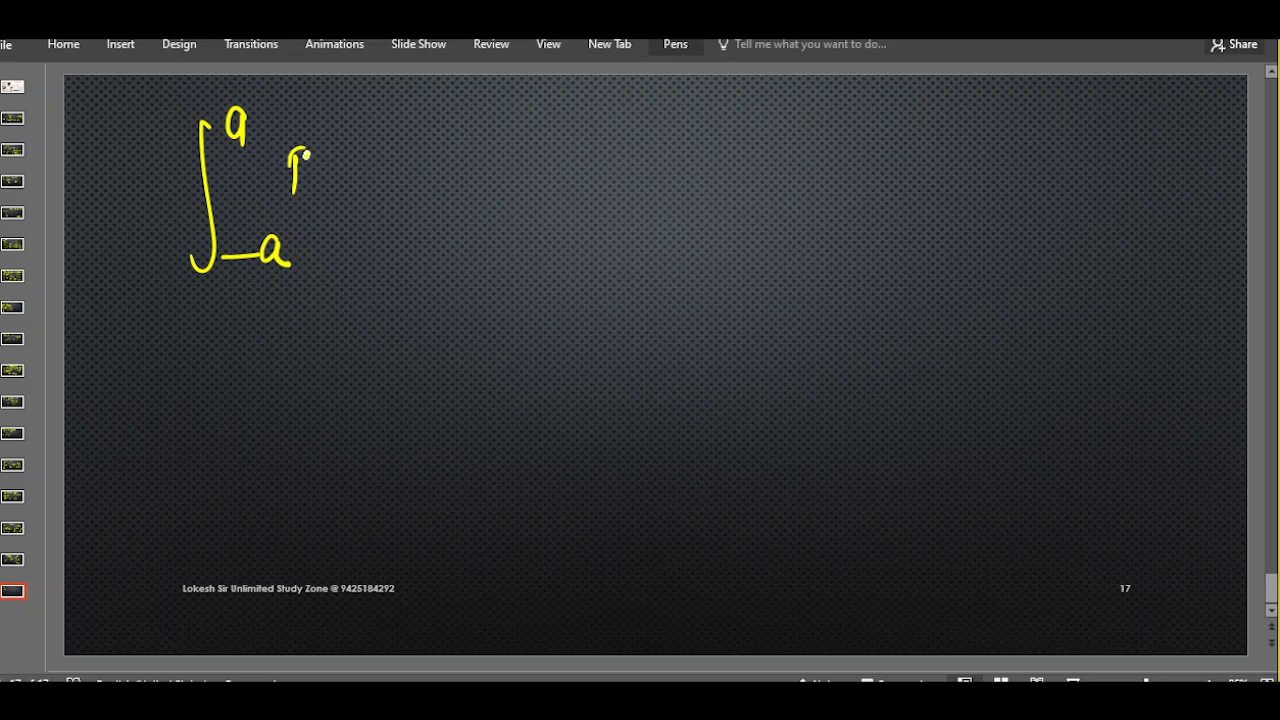 File Home Insert Design Transitions Animations Slide Show Review View New Tab Pens Tell me what you want to do... Share
a
∫
-a
Lokesh Sir Unlimited Study Zone @ 9425184292
17